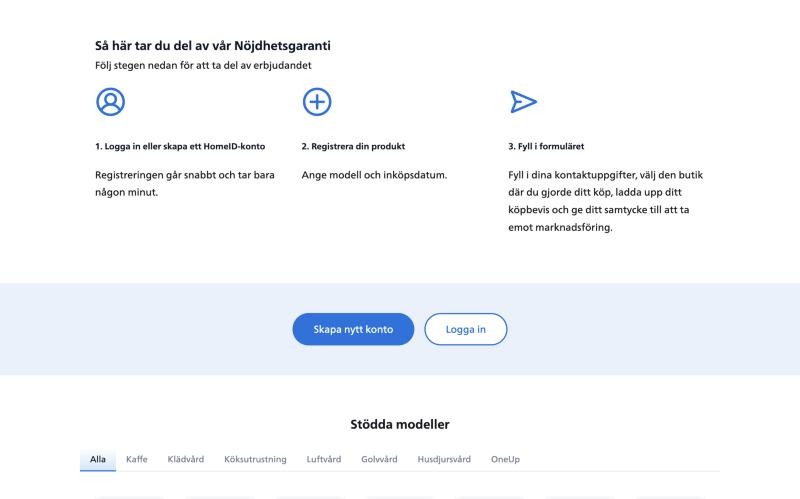 Så här tar du del av vår Nöjdhetsgaranti
Följ stegen nedan för att ta del av erbjudandet
1. Logga in eller skapa ett HomeID-konto
Registreringen går snabbt och tar bara
någon minut.
2. Registrera din produkt
Ange modell och inköpsdatum.
3. Fyll i formuläret
Fyll i dina kontaktuppgifter, välj den butik
där du gjorde ditt köp, ladda upp ditt
köpbevis och ge ditt samtycke till att ta
emot marknadsföring.
Skapa nytt konto
Logga in
Stödda modeller
Alla
Kaffe
Klädvård
Köksutrustning
Luftvård
Golvvård
Husdjursvård
OneUp